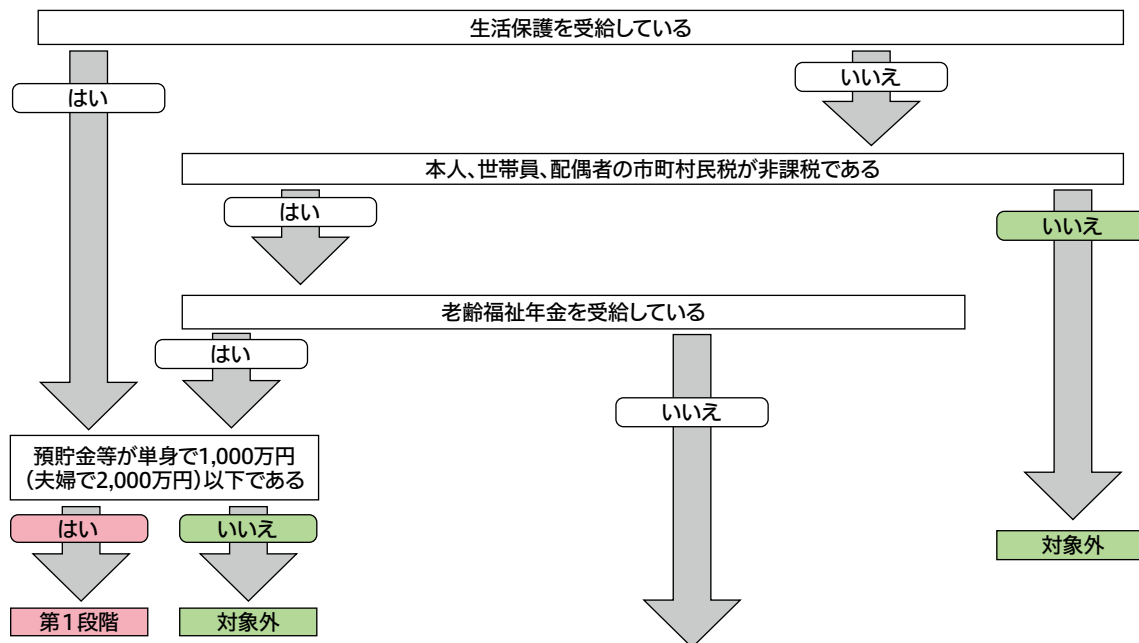 生活保護を受給している
はい
いいえ
本人、世帯員、配偶者の市町村民税が非課税である
はい
いいえ
老齢福祉年金を受給している
はい
いいえ
預貯金等が単身で1,000万円
(夫婦で2,000万円)以下である
はい
いいえ
対象外
第1段階
対象外